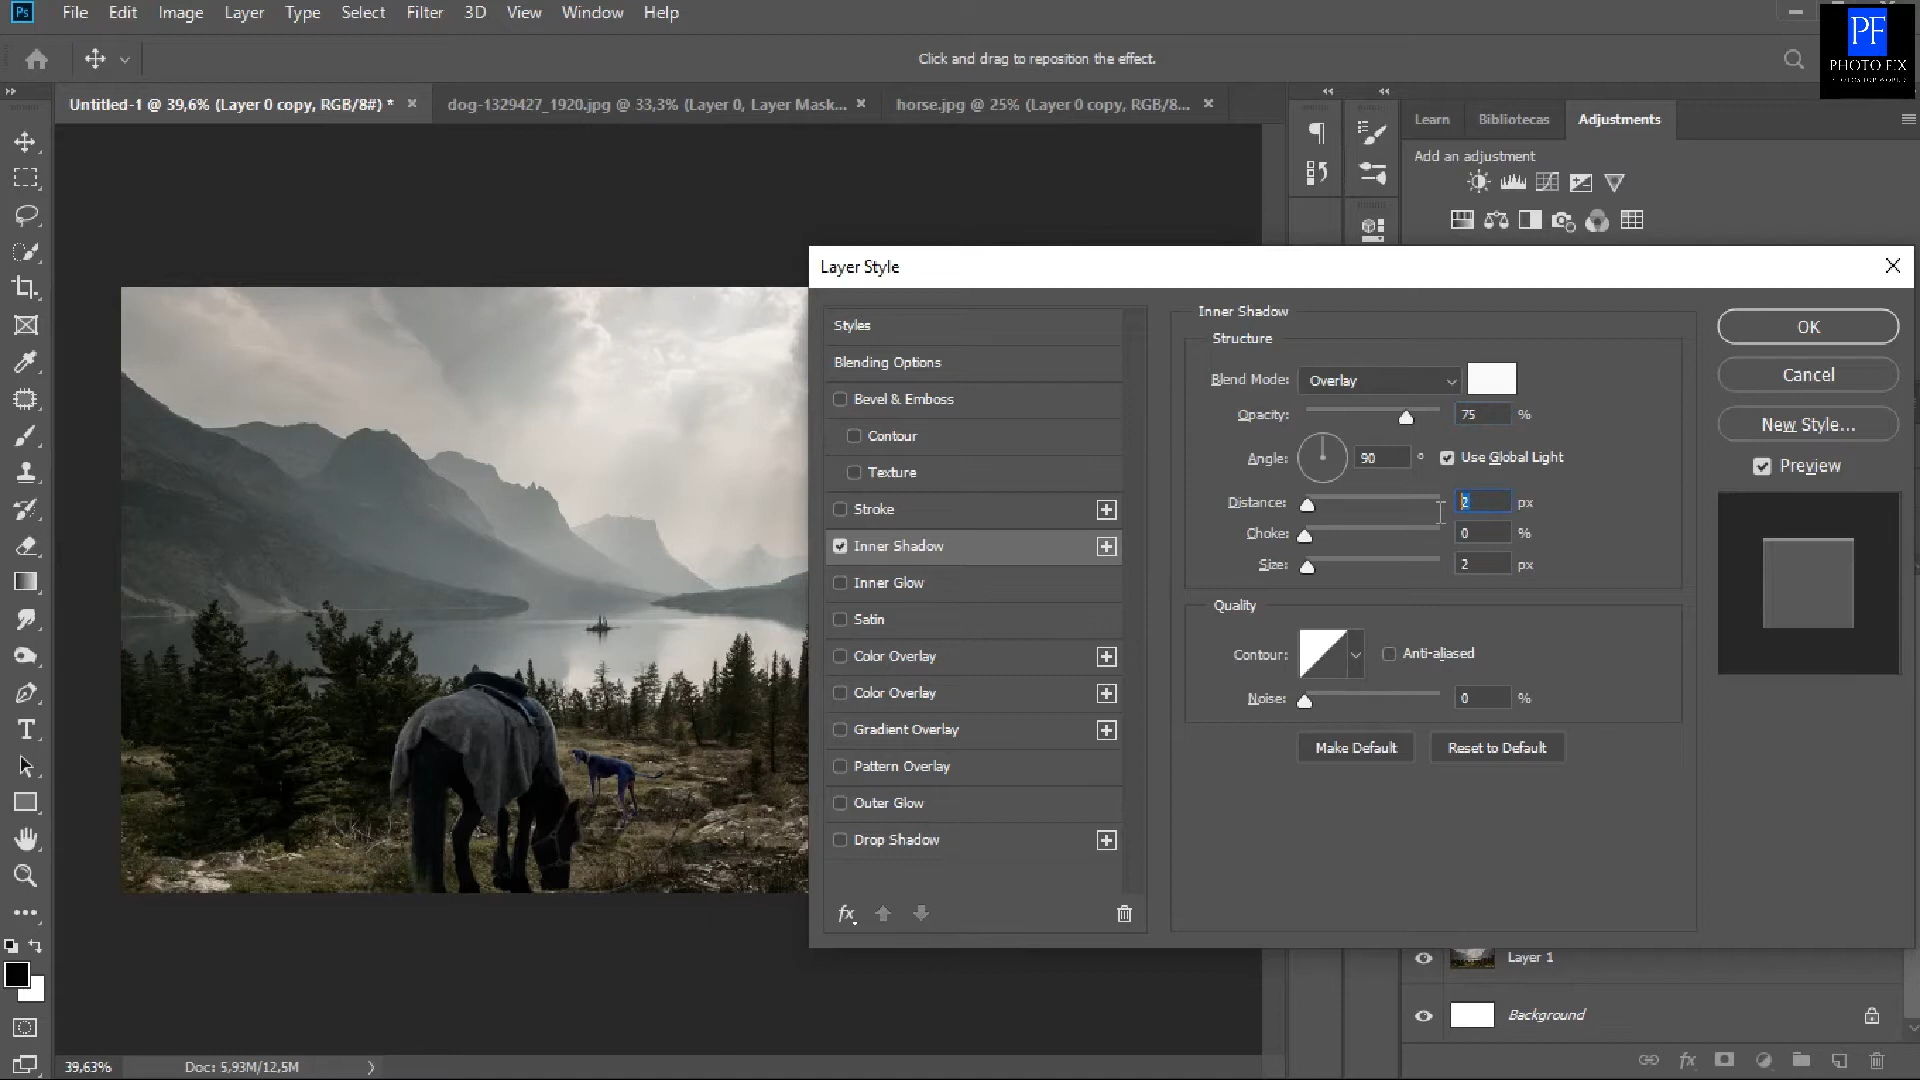 Ps File Edit Image Layer Type Select Filter 3D View Window Help
PF
PHOTO FIX
Click and drag to reposition the effect.
Untitled-1 @ 39,6% (Layer 0 copy, RGB/8#) * × dog-1329427_1920.jpg @ 33,3% (Layer 0, Layer Mask... × horse.jpg @ 25% (Layer 0 copy, RGB/8... ×
Learn Bibliotecas Adjustments
Add an adjustment
Layer Style
Styles
Blending Options
Bevel & Emboss
Contour
Texture
Stroke
Inner Shadow
Inner Glow
Satin
Color Overlay
Color Overlay
Gradient Overlay
Pattern Overlay
Outer Glow
Drop Shadow
fx
Inner Shadow
Structure
Blend Mode: Overlay
Opacity: 75 %
Angle: 90 ° Use Global Light
Distance: 2 px
Choke: 0 %
Size: 2 px
Quality
Contour: Anti-aliased
Noise: 0 %
Make Default Reset to Default
OK
Cancel
New Style...
Preview
Layer 1
Background
fx
39,63% Doc: 5,93M/12,5M